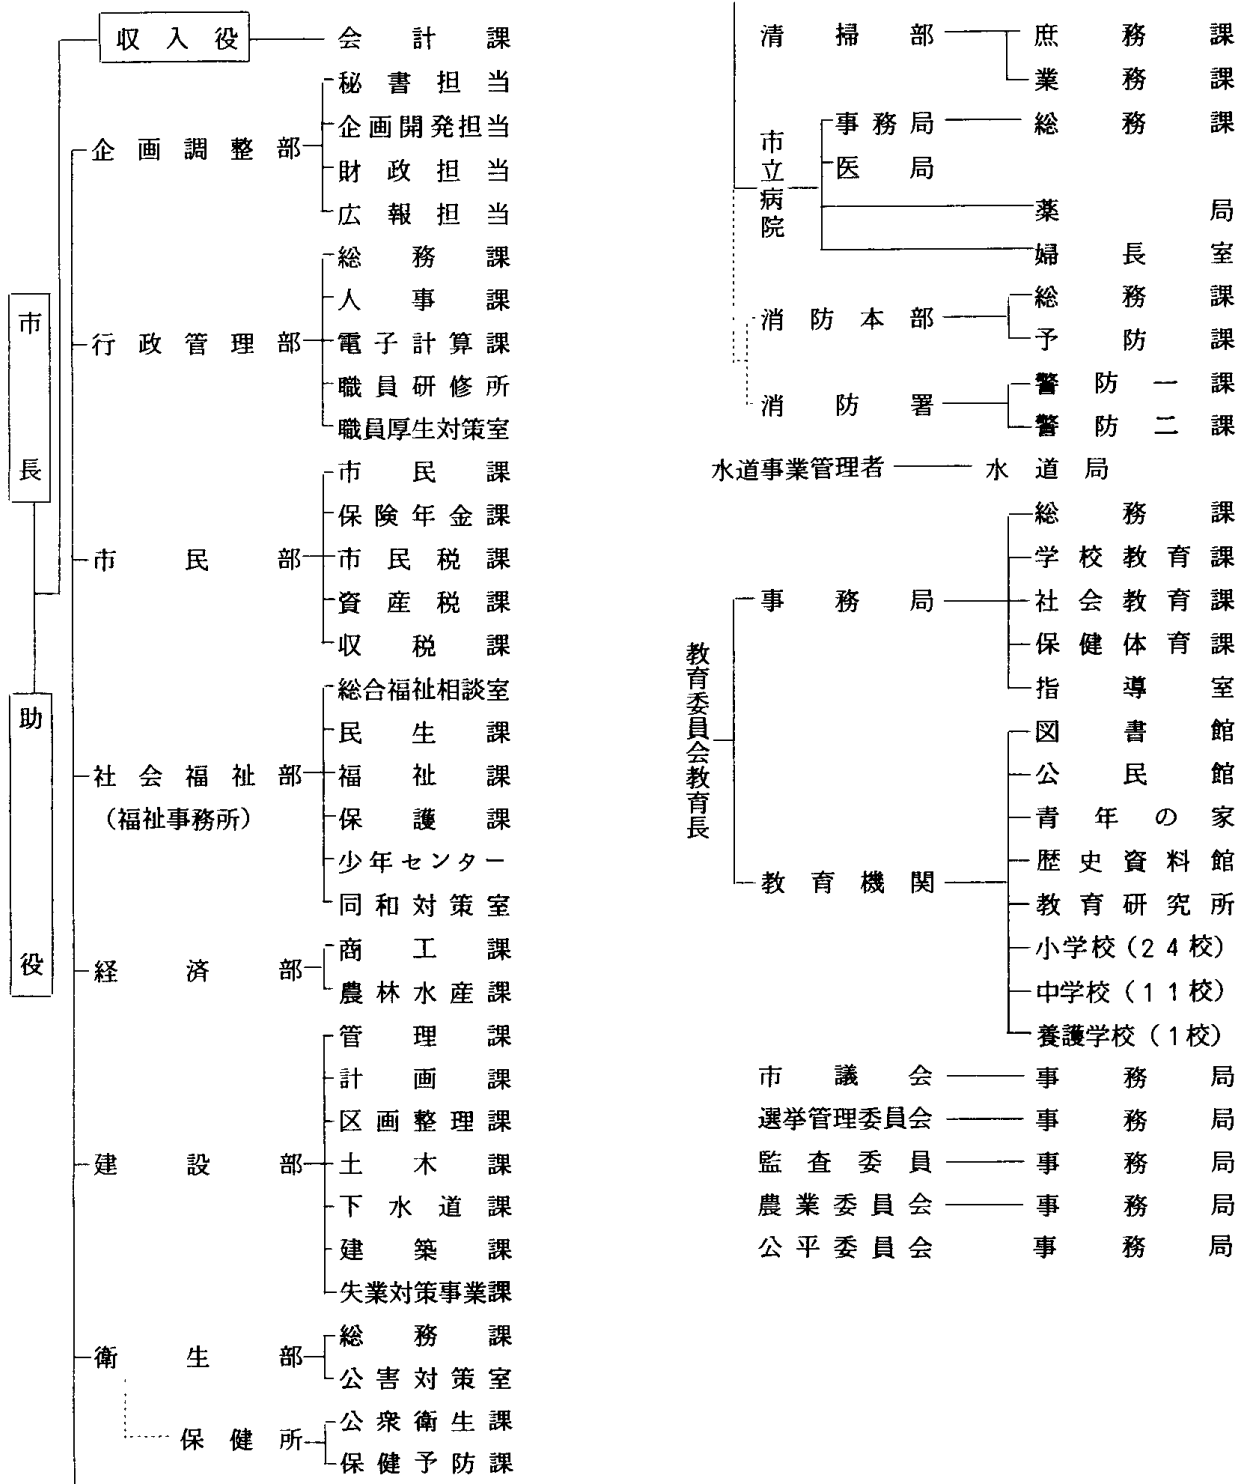 市長
助役
収入役
会計課
企画調整部
秘書担当
企画開発担当
財政担当
広報担当
行政管理部
総務課
人事課
電子計算課
職員研修所
職員厚生対策室
市民部
市民課
保険年金課
市民税課
資産税課
収税課
社会福祉部
(福祉事務所)
総合福祉相談室
民生課
福祉課
保護課
少年センター
同和対策室
経済部
商工課
農林水産課
建設部
管理課
計画課
区画整理課
土木課
下水道課
建築課
失業対策事業課
衛生部
総務課
公害対策室
保健所
公衆衛生課
保健予防課
清掃部
庶務課
業務課
市立病院
事務局
総務課
医局
薬局
婦長室
消防本部
総務課
予防課
消防署
警防一課
警防二課
水道事業管理者
水道局
教育委員会教育長
事務局
総務課
学校教育課
社会教育課
保健体育課
指導室
教育機関
図書館
公民館
青年の家
歴史資料館
教育研究所
小学校(24校)
中学校(11校)
養護学校(1校)
市議会
事務局
選挙管理委員会
事務局
監査委員
事務局
農業委員会
事務局
公平委員会
事務局